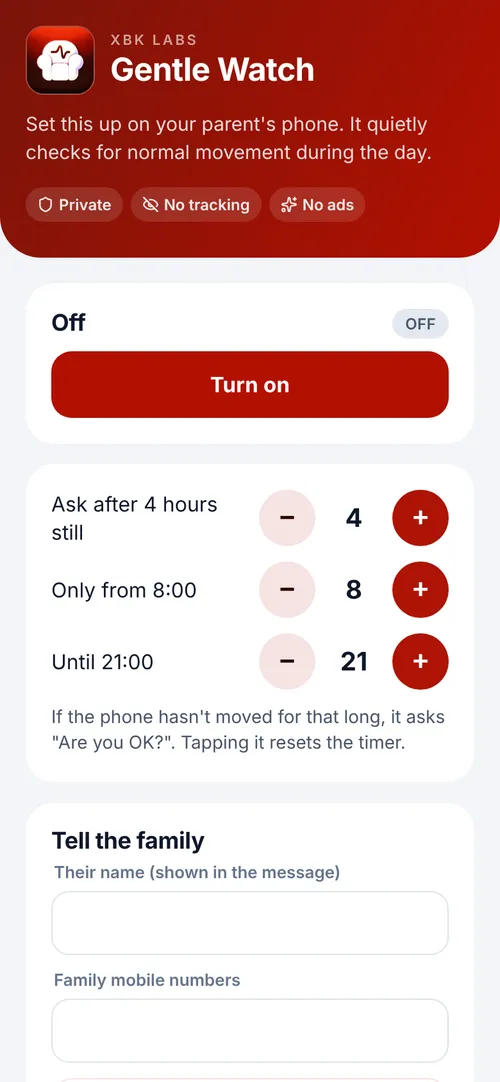 XBK LABS
Gentle Watch
Set this up on your parent's phone. It quietly
checks for normal movement during the day.
Private
No tracking
No ads
Off
OFF
Turn on
Ask after 4 hours
still
−
4
+
Only from 8:00
−
8
+
Until 21:00
−
21
+
If the phone hasn't moved for that long, it asks
"Are you OK?". Tapping it resets the timer.
Tell the family
Their name (shown in the message)
Family mobile numbers